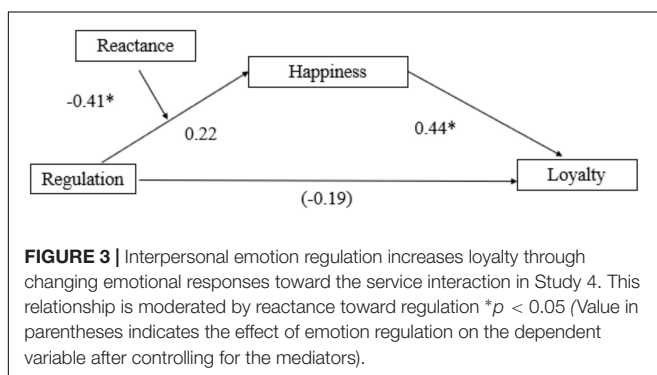 Reactance
Happiness
-0.41*
0.22
0.44*
Regulation
Loyalty
(-0.19)
FIGURE 3 | Interpersonal emotion regulation increases loyalty through
changing emotional responses toward the service interaction in Study 4. This
relationship is moderated by reactance toward regulation *p < 0.05 (Value in
parentheses indicates the effect of emotion regulation on the dependent
variable after controlling for the mediators).